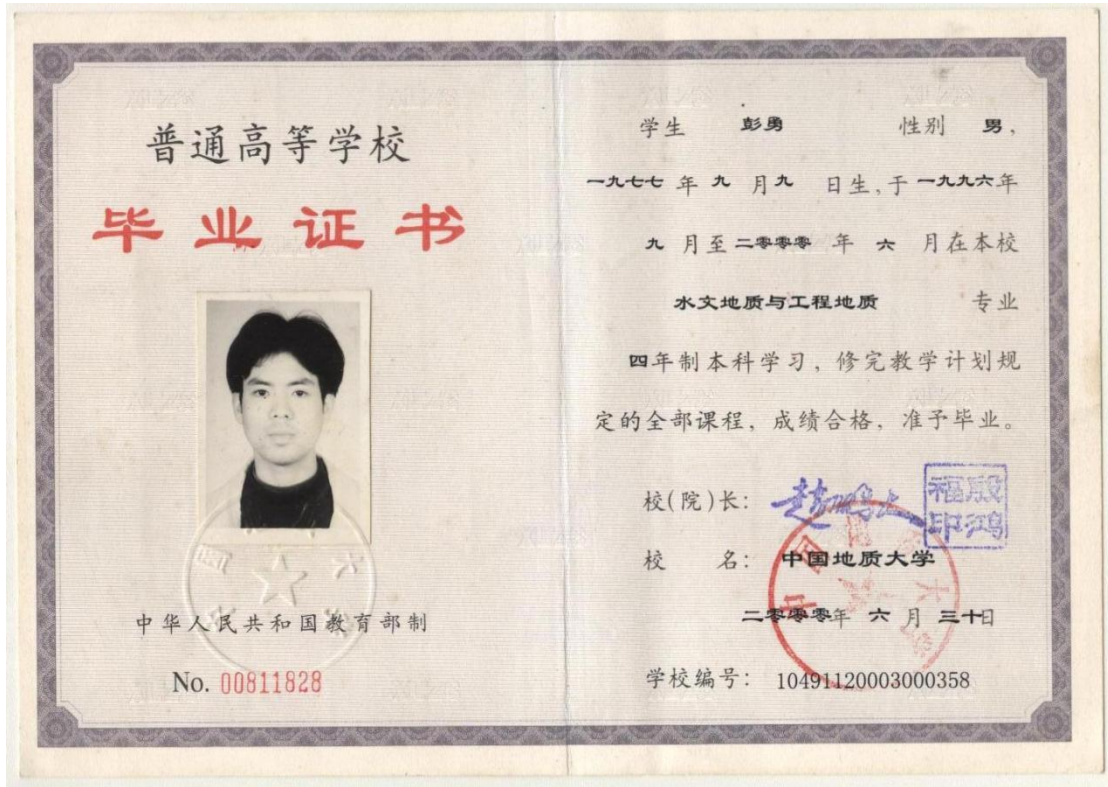 普通高等学校
毕业证书
中华人民共和国教育部制
No. 00811828
学生 彭勇 性别 男,
一九七七 年 九 月 九 日生,于 一九九六年
九 月至 二零零零 年 六 月在本校
水文地质与工程地质 专业
四年制本科学习，修完教学计划规
定的全部课程，成绩合格，准予毕业。
校(院)长：
殷鸿福印
校 名： 中国地质大学
二零零零年 六 月 三十日
学校编号： 10491120003000358